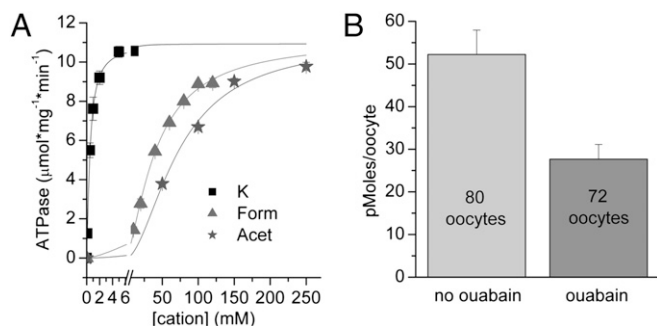 A
ATPase (μmol*mg⁻¹*min⁻¹)
12
10
8
6
4
2
0
K
Form
Acet
0 2 4 6 50 100 150 200 250
[cation] (mM)
B
pMoles/oocyte
60
50
40
30
20
10
0
80
oocytes
72
oocytes
no ouabain
ouabain